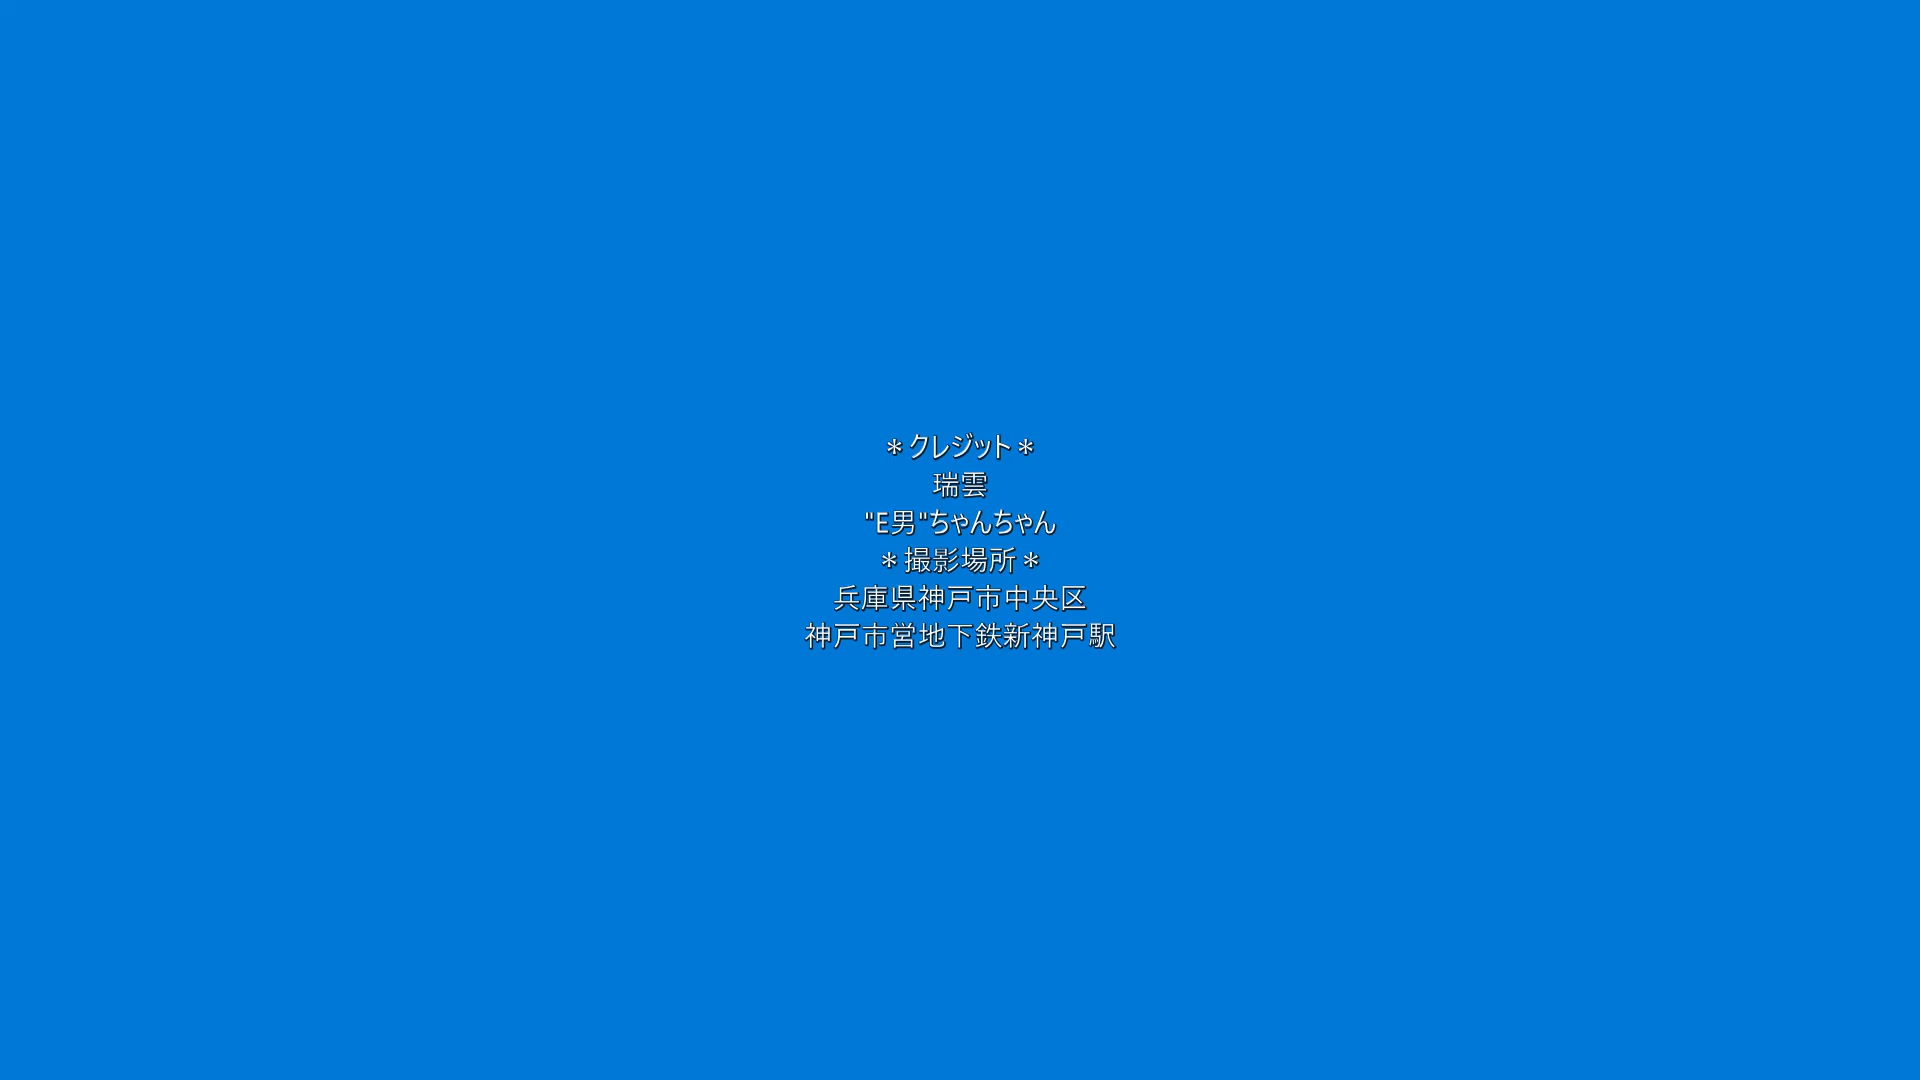 ＊クレジット＊
瑞雲
"E男"ちゃんちゃん
＊撮影場所＊
兵庫県神戸市中央区
神戸市営地下鉄新神戸駅